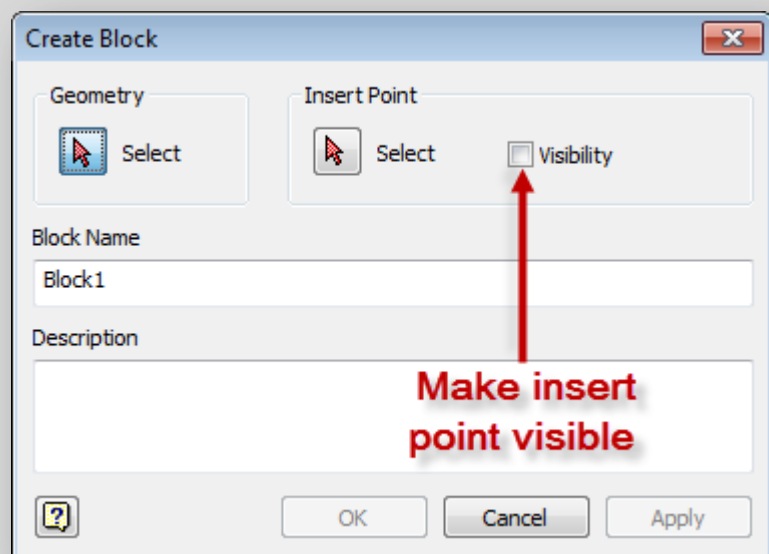 Create Block
Geometry
Insert Point
Select
Select
Visibility
Block Name
Block1
Description
Make insert
point visible
?
OK
Cancel
Apply